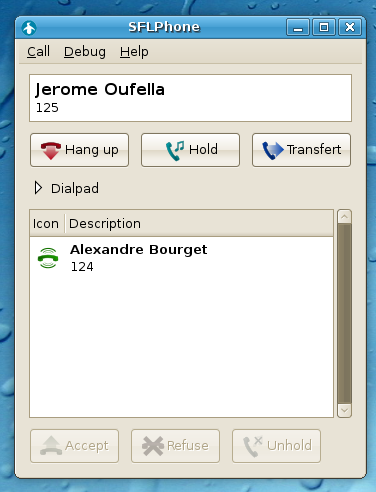 SFLPhone
Call Debug Help
Jerome Oufella
125
Hang up Hold Transfert
Dialpad
Icon Description
Alexandre Bourget
124
Accept Refuse Unhold